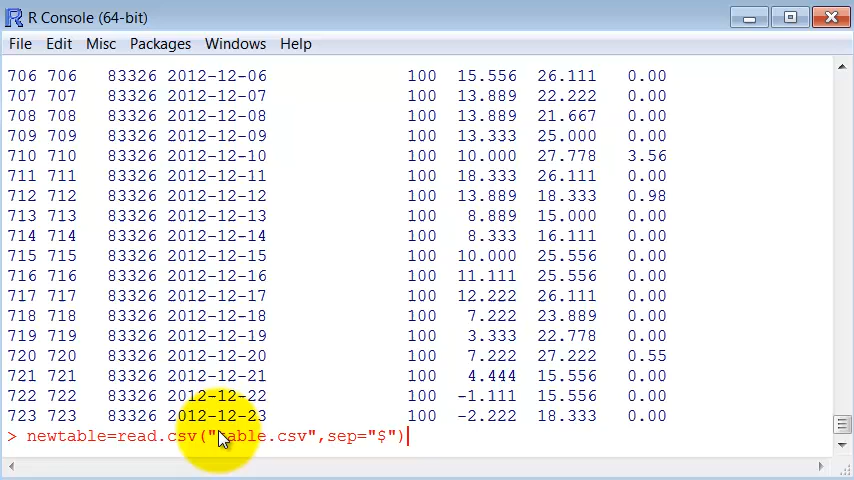 R Console (64-bit)
File Edit Misc Packages Windows Help
706 706 83326 2012-12-06 100 15.556 26.111 0.00
707 707 83326 2012-12-07 100 13.889 22.222 0.00
708 708 83326 2012-12-08 100 13.889 21.667 0.00
709 709 83326 2012-12-09 100 13.333 25.000 0.00
710 710 83326 2012-12-10 100 10.000 27.778 3.56
711 711 83326 2012-12-11 100 18.333 26.111 0.00
712 712 83326 2012-12-12 100 13.889 18.333 0.98
713 713 83326 2012-12-13 100 8.889 15.000 0.00
714 714 83326 2012-12-14 100 8.333 16.111 0.00
715 715 83326 2012-12-15 100 10.000 25.556 0.00
716 716 83326 2012-12-16 100 11.111 25.556 0.00
717 717 83326 2012-12-17 100 12.222 26.111 0.00
718 718 83326 2012-12-18 100 7.222 23.889 0.00
719 719 83326 2012-12-19 100 3.333 22.778 0.00
720 720 83326 2012-12-20 100 7.222 27.222 0.55
721 721 83326 2012-12-21 100 4.444 15.556 0.00
722 722 83326 2012-12-22 100 -1.111 15.556 0.00
723 723 83326 2012-12-23 100 -2.222 18.333 0.00
> newtable=read.csv("table.csv",sep="$")